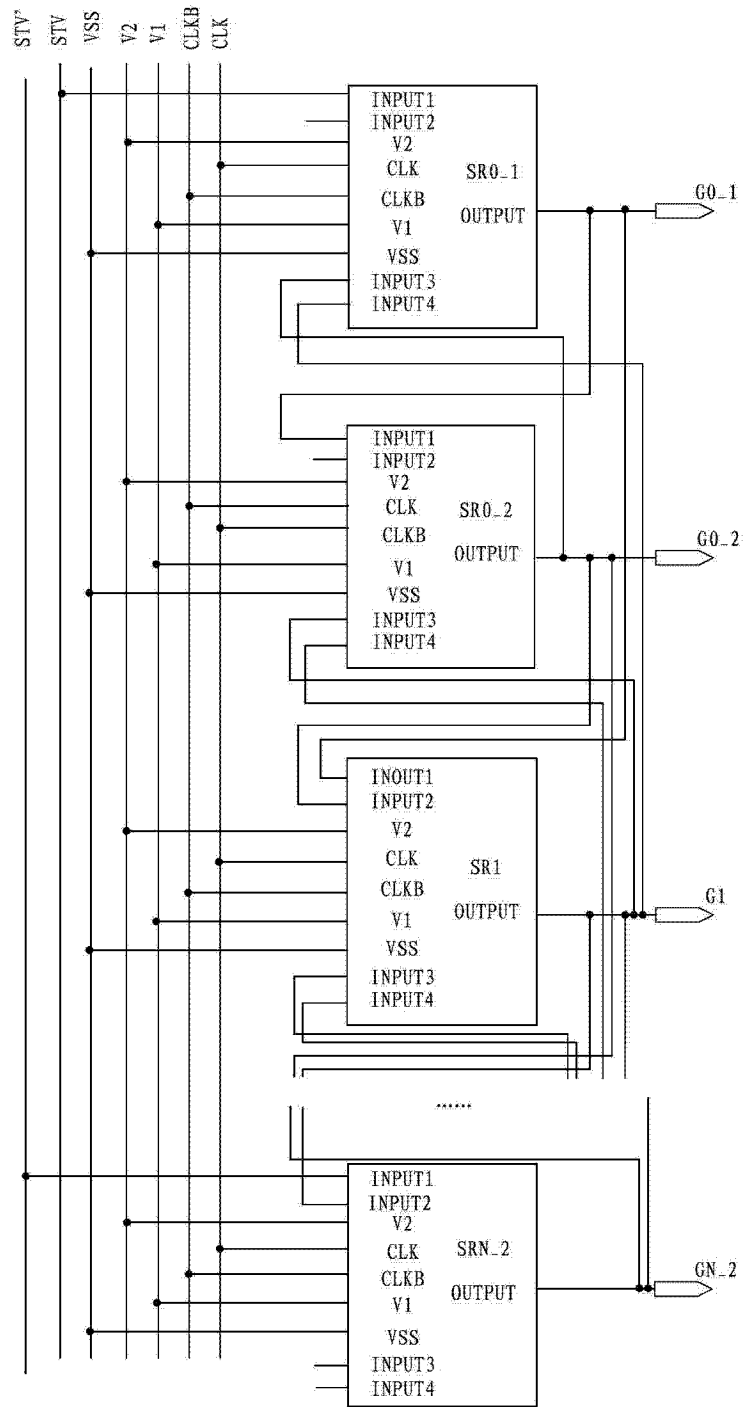 STV'
STV
VSS
V2
V1
CLKB
CLK
INPUT1
INPUT2
V2
CLK
CLKB
V1
VSS
INPUT3
INPUT4
SR0_1
OUTPUT
G0_1
INPUT1
INPUT2
V2
CLK
CLKB
V1
VSS
INPUT3
INPUT4
SR0_2
OUTPUT
G0_2
INOUT1
INPUT2
V2
CLK
CLKB
V1
VSS
INPUT3
INPUT4
SR1
OUTPUT
G1
......
INPUT1
INPUT2
V2
CLK
CLKB
V1
VSS
INPUT3
INPUT4
SRN_2
OUTPUT
GN_2